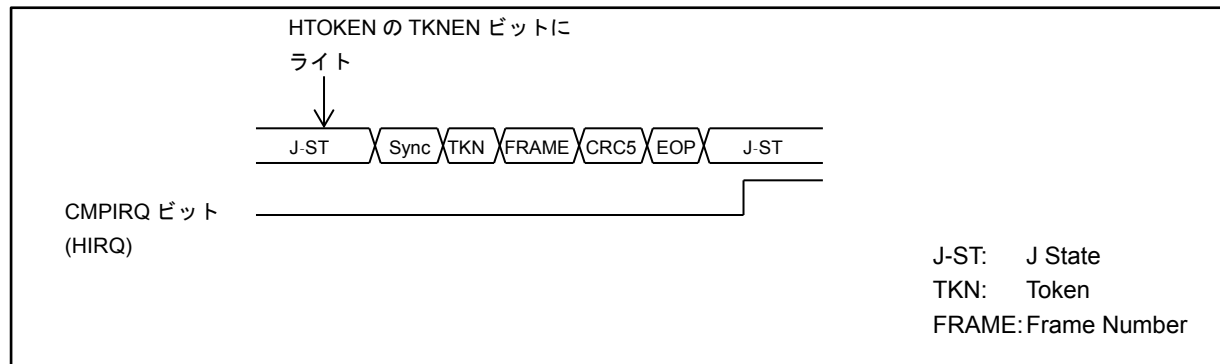 HTOKEN の TKNEN ビットに
ライト
J-ST Sync TKN FRAME CRC5 EOP J-ST
CMPIRQ ビット
(HIRQ)
J-ST: J State
TKN: Token
FRAME: Frame Number